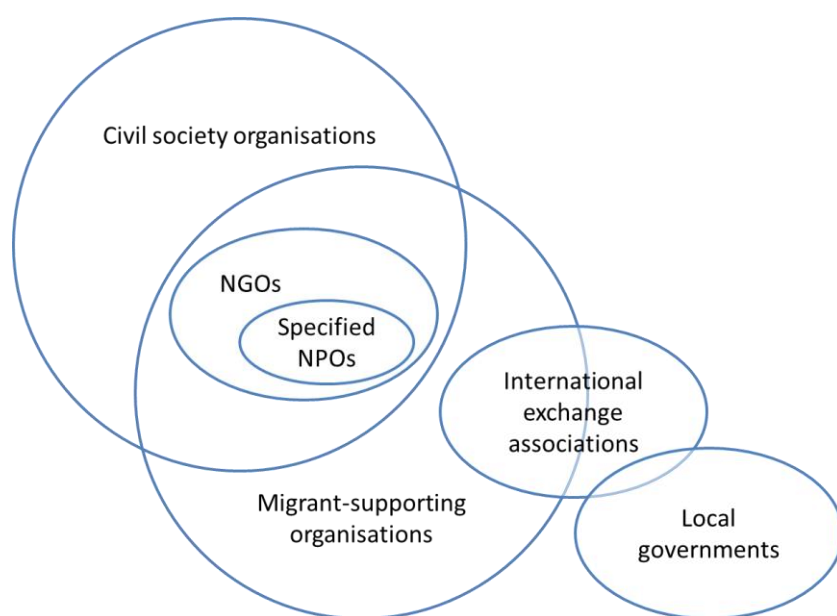 Civil society organisations
NGOs
Specified
NPOs
International
exchange
associations
Migrant-supporting
organisations
Local
governments